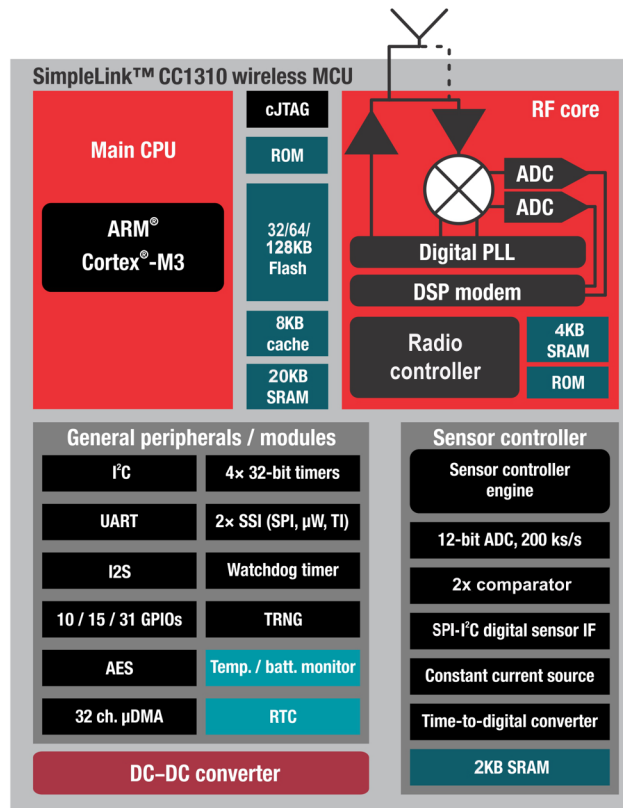 SimpleLink™ CC1310 wireless MCU
Main CPU
ARM®
Cortex®-M3
cJTAG
ROM
32/64/
128KB
Flash
8KB
cache
20KB
SRAM
RF core
ADC
ADC
Digital PLL
DSP modem
Radio
controller
4KB
SRAM
ROM
General peripherals / modules
I²C
4× 32-bit timers
UART
2× SSI (SPI, µW, TI)
I2S
Watchdog timer
10 / 15 / 31 GPIOs
TRNG
AES
Temp. / batt. monitor
32 ch. µDMA
RTC
Sensor controller
Sensor controller
engine
12-bit ADC, 200 ks/s
2x comparator
SPI-I²C digital sensor IF
Constant current source
Time-to-digital converter
2KB SRAM
DC–DC converter